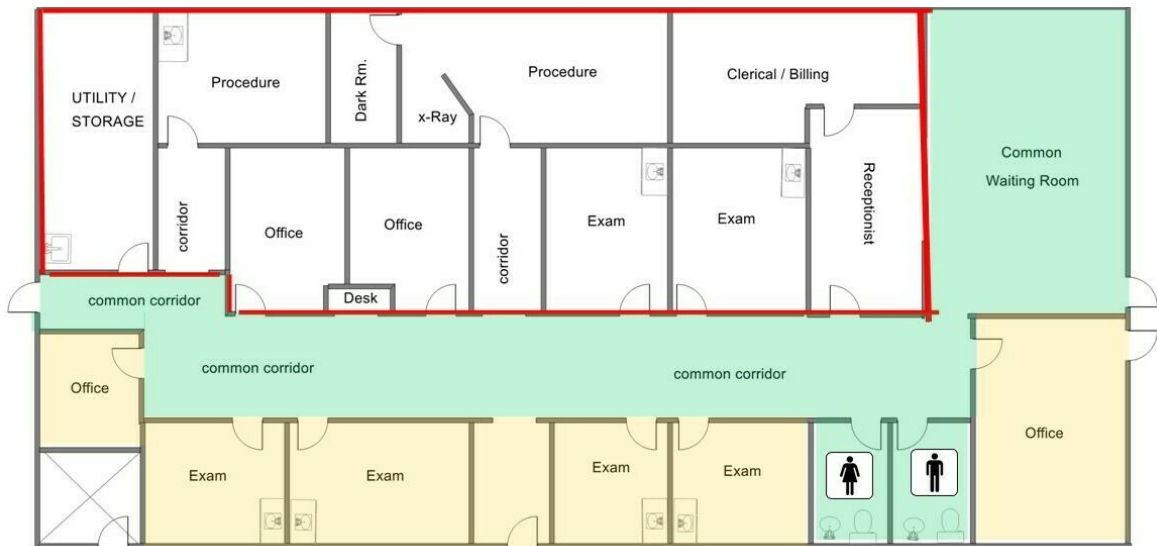 Procedure
Dark Rm.
Procedure
Clerical / Billing
UTILITY /
STORAGE
x-Ray
Common
Waiting Room
corridor
Office
Office
corridor
Exam
Exam
Receptionist
common corridor
Desk
common corridor
common corridor
Office
Exam
Exam
Exam
Exam
Office